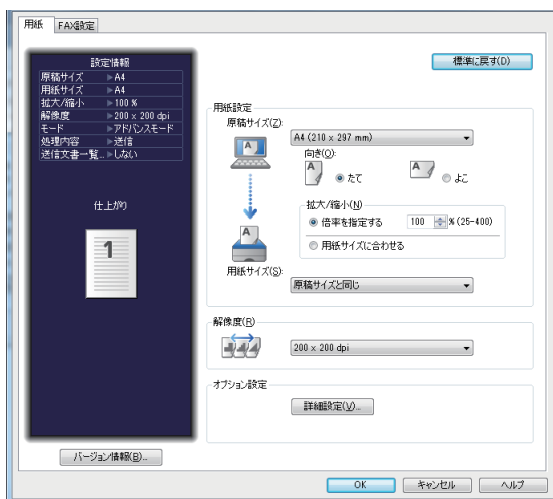 用紙 FAX設定
設定情報
原稿サイズ ▶A4
用紙サイズ ▶A4
拡大/縮小 ▶100 %
解像度 ▶200 x 200 dpi
モード ▶アドバンスモード
処理内容 ▶送信
送信文書一覧... ▶しない
仕上がり
1
バージョン情報(B)...
標準に戻す(D)
用紙設定
原稿サイズ(Z):
A4 (210 x 297 mm)
向き(O):
A たて A よこ
拡大/縮小(N)
倍率を指定する 100 % (25-400)
用紙サイズに合わせる
A
A
用紙サイズ(S):
原稿サイズと同じ
解像度(R)
200 x 200 dpi
オプション設定
詳細設定(V)...
OK キャンセル ヘルプ